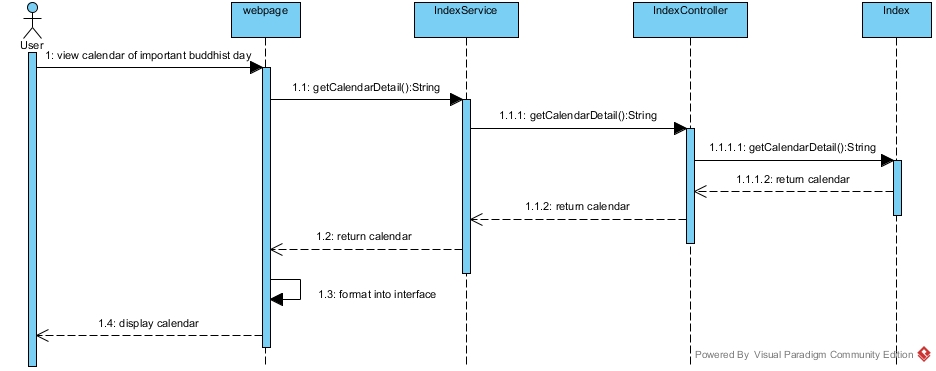 webpage
IndexService
IndexController
Index
User
1: view calendar of important buddhist day
1.1: getCalendarDetail():String
1.1.1: getCalendarDetail():String
1.1.1.1: getCalendarDetail():String
1.1.1.2: return calendar
1.1.2: return calendar
1.2: return calendar
1.3: format into interface
1.4: display calendar
Powered By Visual Paradigm Community Edition